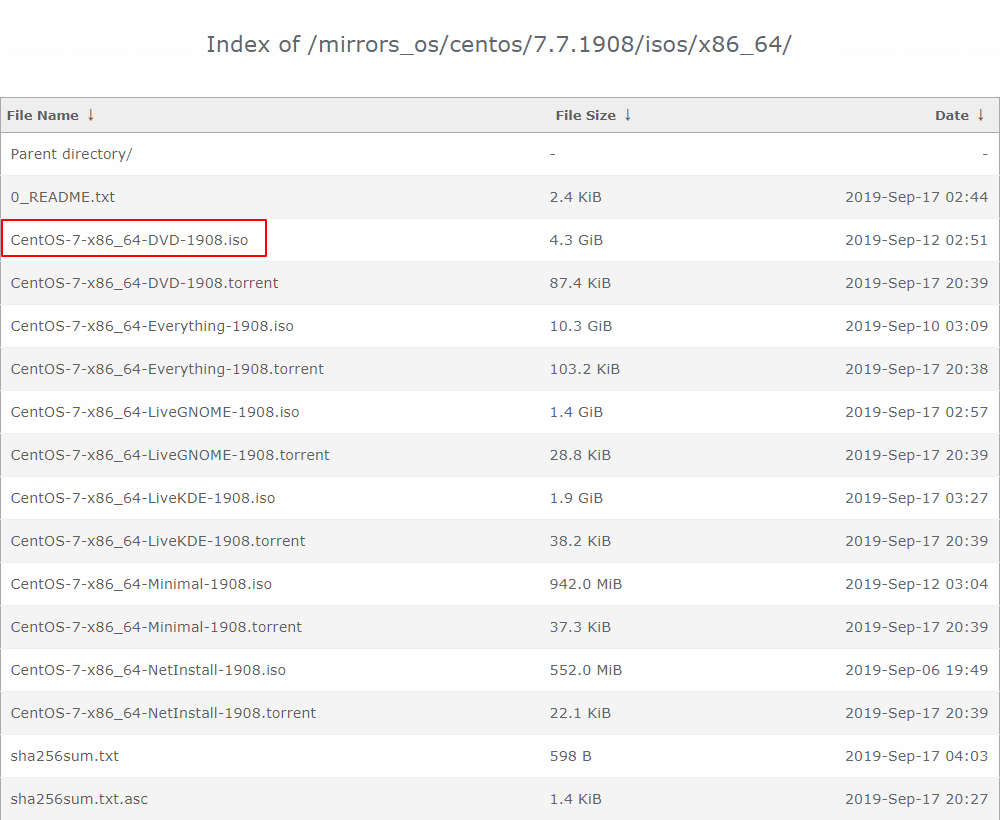 Index of /mirrors_os/centos/7.7.1908/isos/x86_64/
File Name ↓ File Size ↓ Date ↓
Parent directory/ - -
0_README.txt 2.4 KiB 2019-Sep-17 02:44
CentOS-7-x86_64-DVD-1908.iso 4.3 GiB 2019-Sep-12 02:51
CentOS-7-x86_64-DVD-1908.torrent 87.4 KiB 2019-Sep-17 20:39
CentOS-7-x86_64-Everything-1908.iso 10.3 GiB 2019-Sep-10 03:09
CentOS-7-x86_64-Everything-1908.torrent 103.2 KiB 2019-Sep-17 20:38
CentOS-7-x86_64-LiveGNOME-1908.iso 1.4 GiB 2019-Sep-17 02:57
CentOS-7-x86_64-LiveGNOME-1908.torrent 28.8 KiB 2019-Sep-17 20:39
CentOS-7-x86_64-LiveKDE-1908.iso 1.9 GiB 2019-Sep-17 03:27
CentOS-7-x86_64-LiveKDE-1908.torrent 38.2 KiB 2019-Sep-17 20:39
CentOS-7-x86_64-Minimal-1908.iso 942.0 MiB 2019-Sep-12 03:04
CentOS-7-x86_64-Minimal-1908.torrent 37.3 KiB 2019-Sep-17 20:39
CentOS-7-x86_64-NetInstall-1908.iso 552.0 MiB 2019-Sep-06 19:49
CentOS-7-x86_64-NetInstall-1908.torrent 22.1 KiB 2019-Sep-17 20:39
sha256sum.txt 598 B 2019-Sep-17 04:03
sha256sum.txt.asc 1.4 KiB 2019-Sep-17 20:27